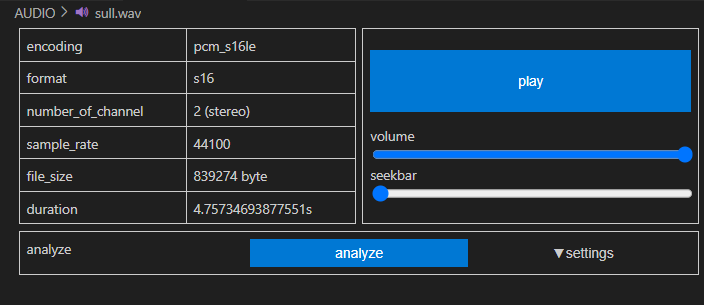 AUDIO > sull.wav
encoding pcm_s16le
format s16
number_of_channel 2 (stereo)
sample_rate 44100
file_size 839274 byte
duration 4.75734693877551s
play
volume
seekbar
analyze analyze ▼settings